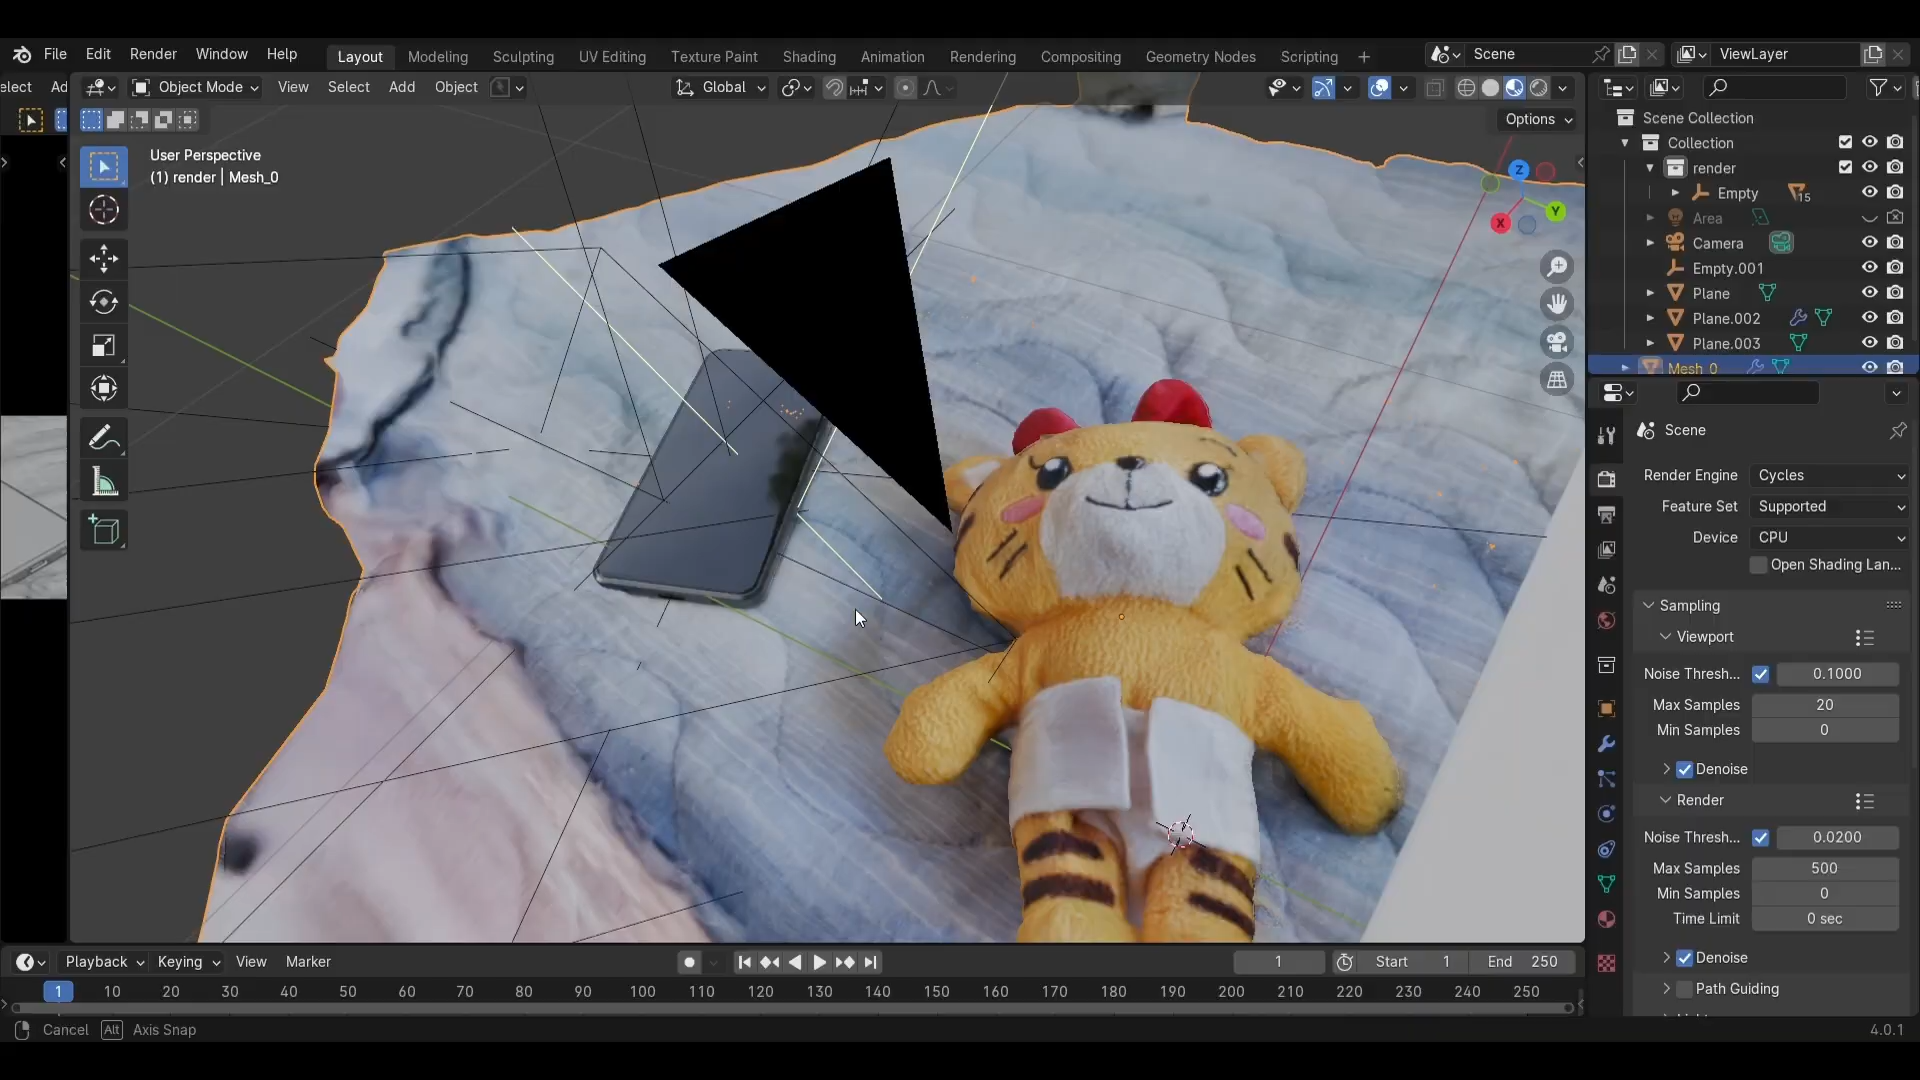 File Edit Render Window Help Layout Modeling Sculpting UV Editing Texture Paint Shading Animation Rendering Compositing Geometry Nodes Scripting + Scene ViewLayer
elect Ad Object Mode View Select Add Object Global
Options
User Perspective
(1) render | Mesh_0
Z
Y
X
Scene Collection
Collection
render
Empty 15
Area
Camera
Empty.001
Plane
Plane.002
Plane.003
Mesh_0
Scene
Render Engine Cycles
Feature Set Supported
Device CPU
Open Shading Lan...
Sampling
Viewport
Noise Thresh... 0.1000
Max Samples 20
Min Samples 0
Denoise
Render
Noise Thresh... 0.0200
Max Samples 500
Min Samples 0
Time Limit 0 sec
Denoise
Path Guiding
Playback Keying View Marker 1 Start 1 End 250
1 10 20 30 40 50 60 70 80 90 100 110 120 130 140 150 160 170 180 190 200 210 220 230 240 250
Cancel Alt Axis Snap 4.0.1